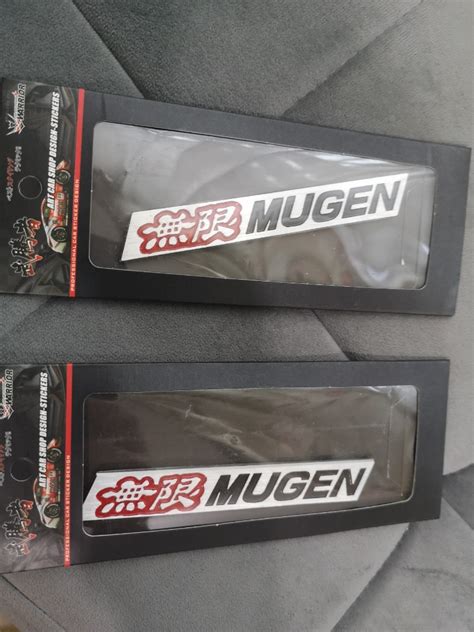 WARRIOR
ART CAR SHOP DESIGN-STICKERS
PROFESSIONAL CAR STICKER DESIGN
無限 MUGEN
WARRIOR
ART CAR SHOP DESIGN-STICKERS
PROFESSIONAL CAR STICKER DESIGN
無限 MUGEN